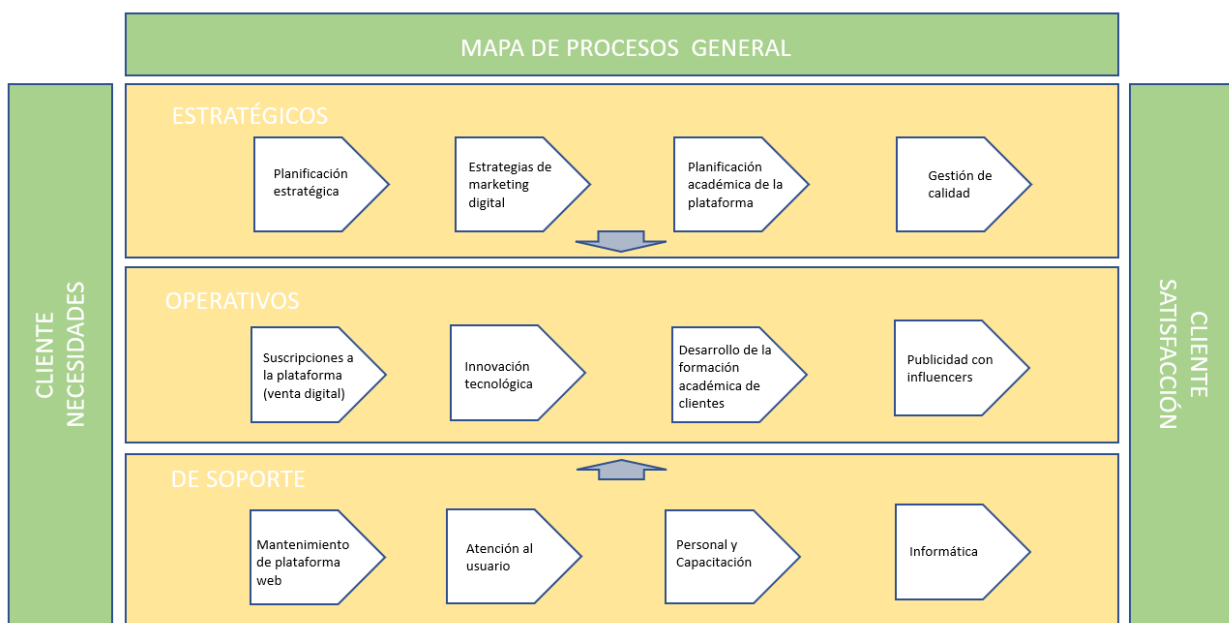 MAPA DE PROCESOS GENERAL
CLIENTE
NECESIDADES
ESTRATÉGICOS
Planificación
estratégica
Estrategias de
marketing
digital
Planificación
académica de la
plataforma
Gestión de
calidad
OPERATIVOS
Suscripciones a
la plataforma
(venta digital)
Innovación
tecnológica
Desarrollo de la
formación
académica de
clientes
Publicidad con
influencers
DE SOPORTE
Mantenimiento
de plataforma
web
Atención al
usuario
Personal y
Capacitación
Informática
CLIENTE
SATISFACCIÓN